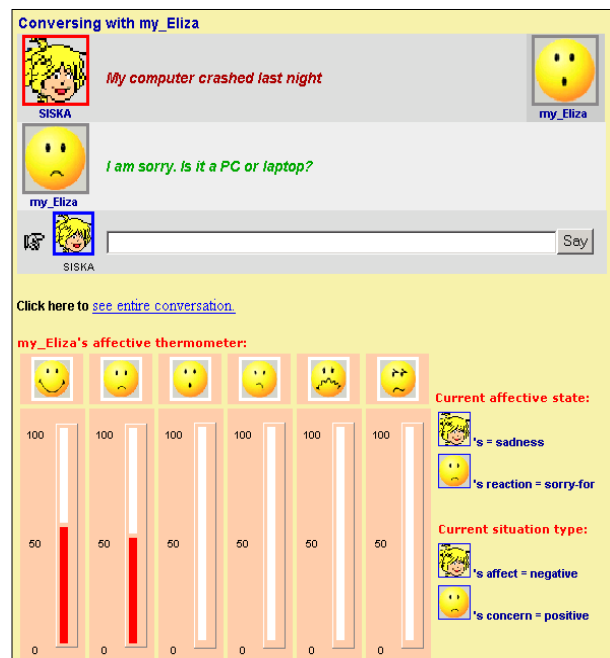 Conversing with my_Eliza
My computer crashed last night
SISKA
my_Eliza
I am sorry. Is it a PC or laptop?
my_Eliza
Say
SISKA
Click here to see entire conversation.
my_Eliza's affective thermometer:
Current affective state:
's = sadness
's reaction = sorry-for
Current situation type:
's affect = negative
's concern = positive
100 100 100 100 100 100
50 50 50 50 50 50
0 0 0 0 0 0